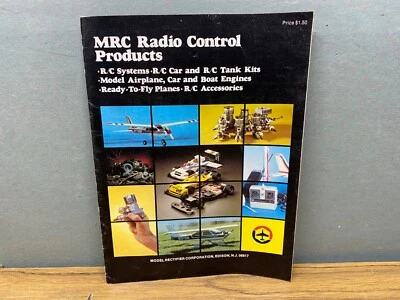 Price $1.50
MRC Radio Control
Products
·R/C Systems·R/C Car and R/C Tank Kits
·Model Airplane, Car and Boat Engines
·Ready-To-Fly Planes·R/C Accessories
MODEL RECTIFIER CORPORATION, EDISON, N.J. 08817